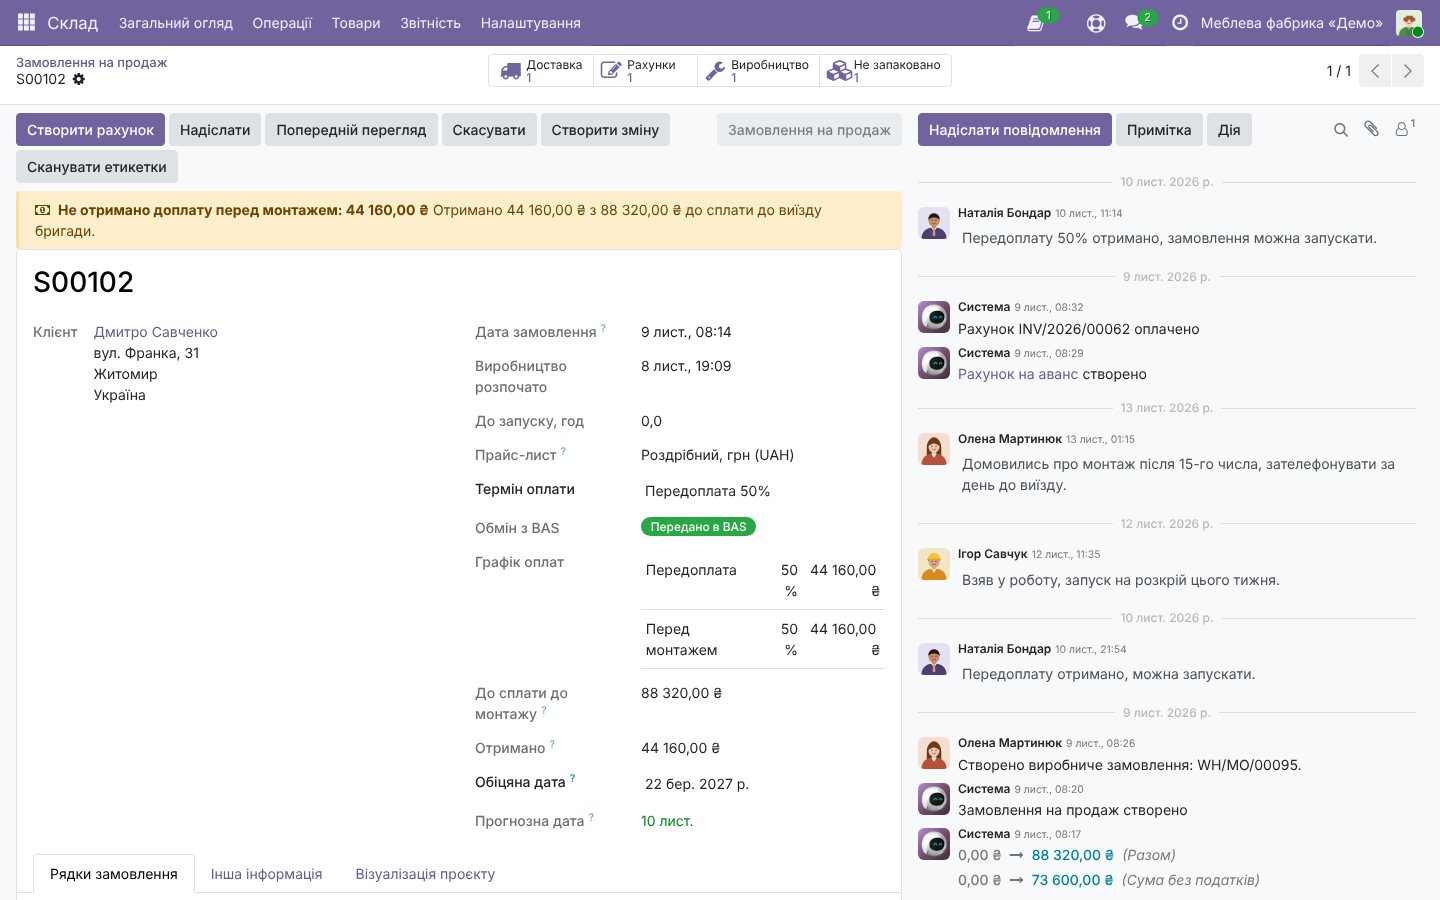 Склад
Загальний огляд
Операції
Товари
Звітність
Налаштування
1
2
Меблева фабрика «Демо»
Замовлення на продаж
S00102
Доставка
1
Рахунки
1
Виробництво
1
Не запаковано
1
1 / 1
Створити рахунок
Надіслати
Попередній перегляд
Скасувати
Створити зміну
Замовлення на продаж
Сканувати етикетки
Не отримано доплату перед монтажем: 44 160,00 ₴ Отримано 44 160,00 ₴ з 88 320,00 ₴ до сплати до виїзду
бригади.
S00102
Клієнт
Дмитро Савченко
вул. Франка, 31
Житомир
Україна
Дата замовлення ?
9 лист., 08:14
Виробництво
розпочато
8 лист., 19:09
До запуску, год
0,0
Прайс-лист ?
Роздрібний, грн (UAH)
Термін оплати
Передоплата 50%
Обмін з BAS
Передано в BAS
Графік оплат
Передоплата
50
%
44 160,00
₴
Перед
монтажем
50
%
44 160,00
₴
До сплати до
монтажу ?
88 320,00 ₴
Отримано ?
44 160,00 ₴
Обіцяна дата ?
22 бер. 2027 р.
Прогнозна дата ?
10 лист.
Рядки замовлення
Інша інформація
Візуалізація проєкту
Надіслати повідомлення
Примітка
Дія
1
10 лист. 2026 р.
Наталія Бондар 10 лист., 11:14
Передоплату 50% отримано, замовлення можна запускати.
9 лист. 2026 р.
Система 9 лист., 08:32
Рахунок INV/2026/00062 оплачено
Система 9 лист., 08:29
Рахунок на аванс створено
13 лист. 2026 р.
Олена Мартинюк 13 лист., 01:15
Домовились про монтаж після 15-го числа, зателефонувати за
день до виїзду.
12 лист. 2026 р.
Ігор Савчук 12 лист., 11:35
Взяв у роботу, запуск на розкрій цього тижня.
10 лист. 2026 р.
Наталія Бондар 10 лист., 21:54
Передоплату отримано, можна запускати.
9 лист. 2026 р.
Олена Мартинюк 9 лист., 08:26
Створено виробниче замовлення: WH/MO/00095.
Система 9 лист., 08:20
Замовлення на продаж створено
Система 9 лист., 08:17
0,00 ₴ → 88 320,00 ₴ (Разом)
0,00 ₴ → 73 600,00 ₴ (Сума без податків)